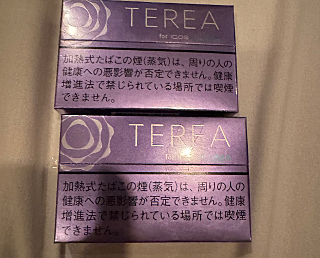 TEREA
for IQOS
加熱式たばこの煙(蒸気)は、周りの人の
健康への悪影響が否定できません。健康
増進法で禁じられている場所では喫煙
できません。
TEREA
加熱式たばこの煙(蒸気)は、周りの人の
健康への悪影響が否定できません。健康
増進法で禁じられている場所では喫煙
できません。